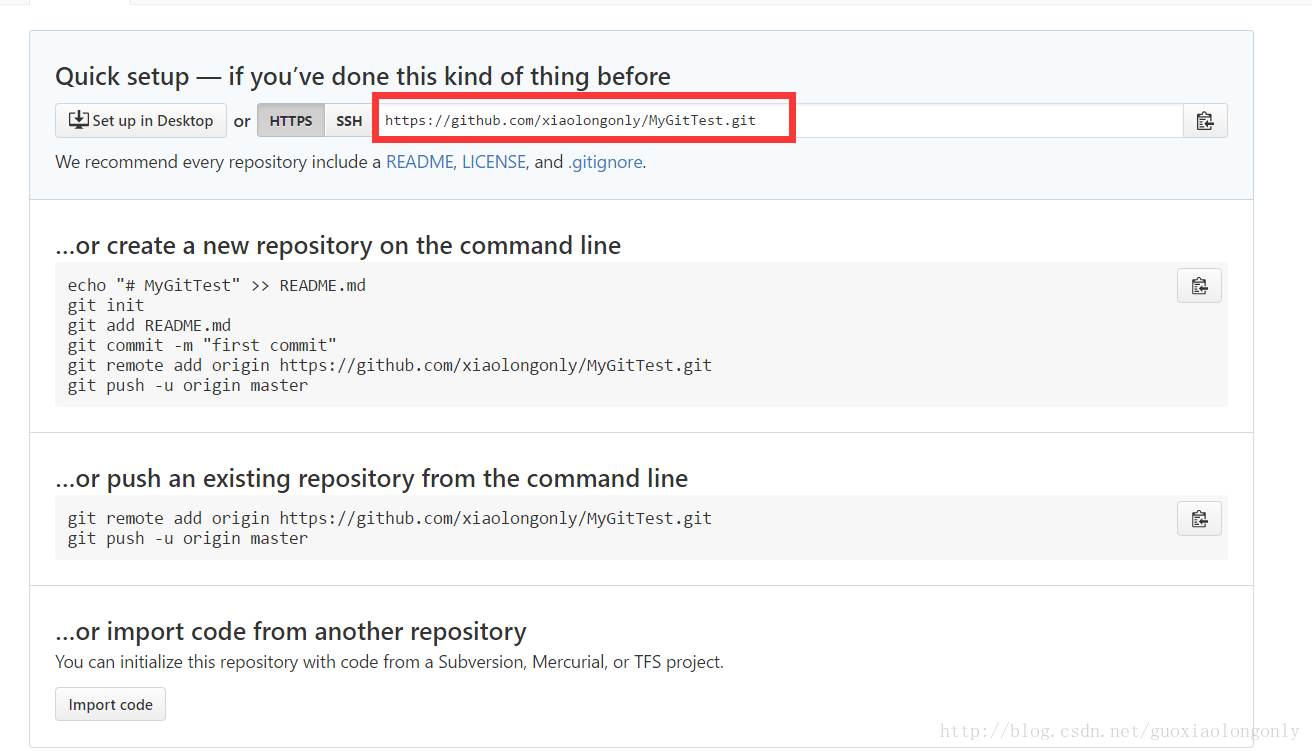 Quick setup — if you’ve done this kind of thing before
Set up in Desktop or HTTPS SSH https://github.com/xiaolongonly/MyGitTest.git
We recommend every repository include a README, LICENSE, and .gitignore.
…or create a new repository on the command line
echo "# MyGitTest" >> README.md
git init
git add README.md
git commit -m "first commit"
git remote add origin https://github.com/xiaolongonly/MyGitTest.git
git push -u origin master
…or push an existing repository from the command line
git remote add origin https://github.com/xiaolongonly/MyGitTest.git
git push -u origin master
…or import code from another repository
You can initialize this repository with code from a Subversion, Mercurial, or TFS project.
Import code
http://blog.csdn.net/guoxiaolongonly